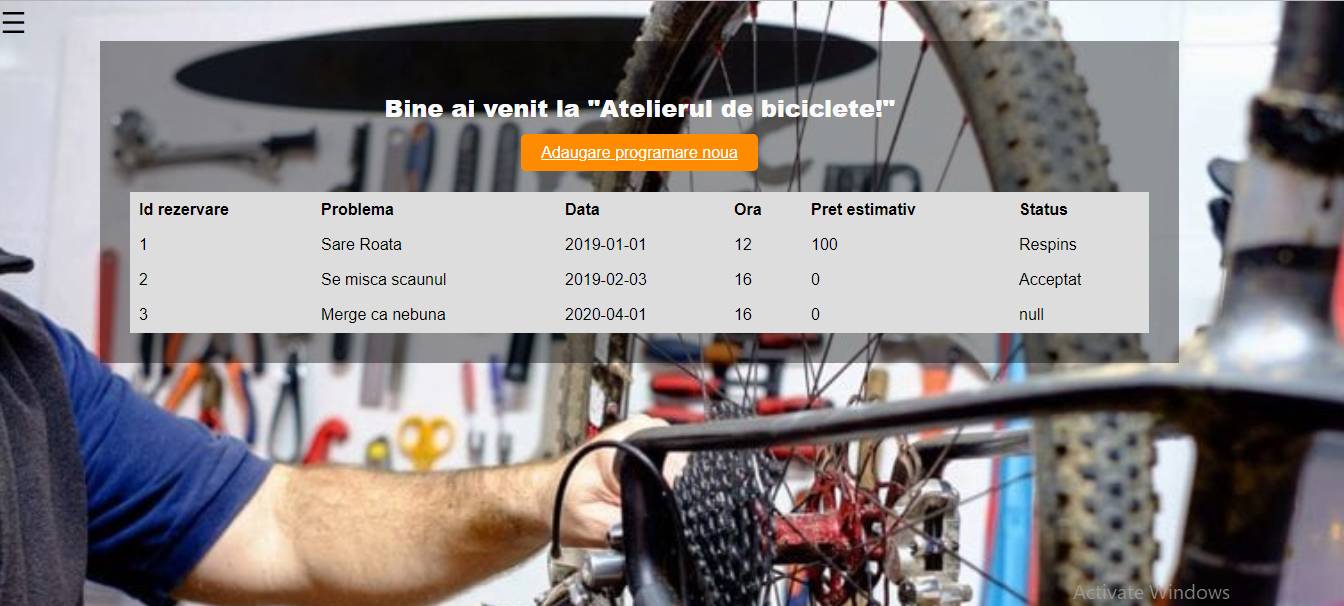 ☰
Bine ai venit la "Atelierul de biciclete!"
Adaugare programare noua
Id rezervare Problema Data Ora Pret estimativ Status
1 Sare Roata 2019-01-01 12 100 Respins
2 Se misca scaunul 2019-02-03 16 0 Acceptat
3 Merge ca nebuna 2020-04-01 16 0 null
Activate Windows